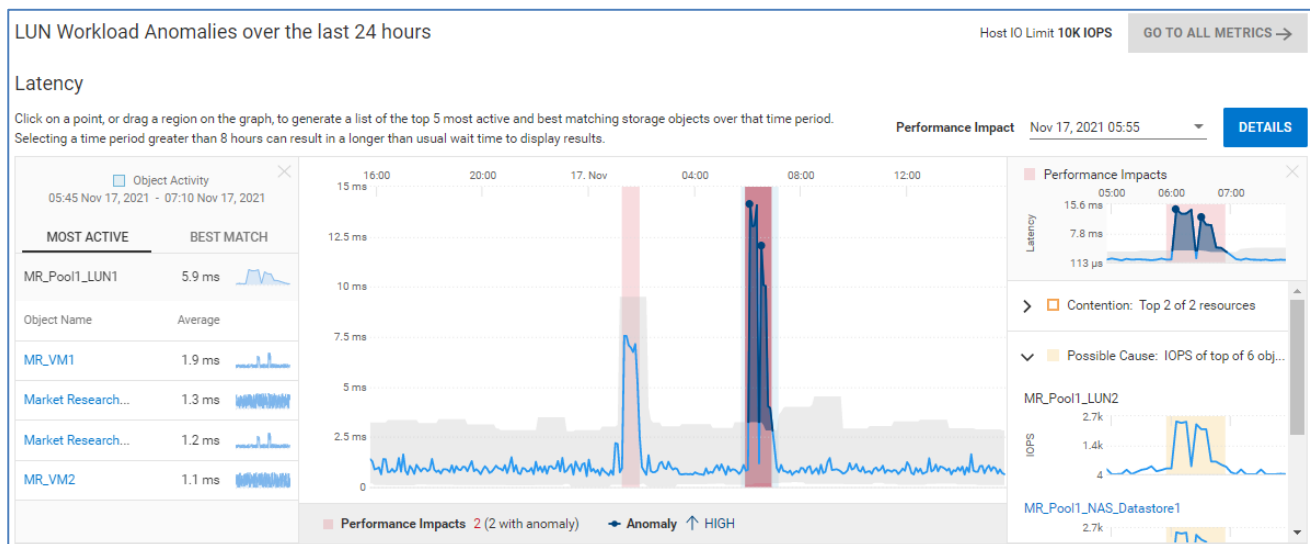 LUN Workload Anomalies over the last 24 hours
Host IO Limit 10K IOPS
GO TO ALL METRICS →
Latency
Click on a point, or drag a region on the graph, to generate a list of the top 5 most active and best matching storage objects over that time period.
Selecting a time period greater than 8 hours can result in a longer than usual wait time to display results.
Performance Impact Nov 17, 2021 05:55
DETAILS
Object Activity
05:45 Nov 17, 2021 - 07:10 Nov 17, 2021
MOST ACTIVE BEST MATCH
MR_Pool1_LUN1 5.9 ms
Object Name Average
MR_VM1 1.9 ms
Market Research... 1.3 ms
Market Research... 1.2 ms
MR_VM2 1.1 ms
16:00 20:00 17. Nov 04:00 08:00 12:00
15 ms
12.5 ms
10 ms
7.5 ms
5 ms
2.5 ms
0
Performance Impacts 2 (2 with anomaly) Anomaly ↑ HIGH
Performance Impacts
05:00 06:00 07:00
Latency
15.6 ms
7.8 ms
113 µs
Contention: Top 2 of 2 resources
Possible Cause: IOPS of top of 6 obj...
MR_Pool1_LUN2
IOPS
2.7k
1.4k
4
MR_Pool1_NAS_Datastore1
2.7k